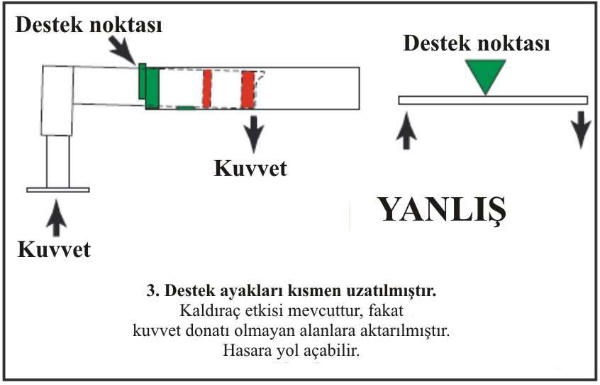 Destek noktası
Destek noktası
Kuvvet
YANLIŞ
Kuvvet
3. Destek ayakları kısmen uzatılmıştır.
Kaldıraç etkisi mevcuttur, fakat
kuvvet donatı olmayan alanlara aktarılmıştır.
Hasara yol açabilir.